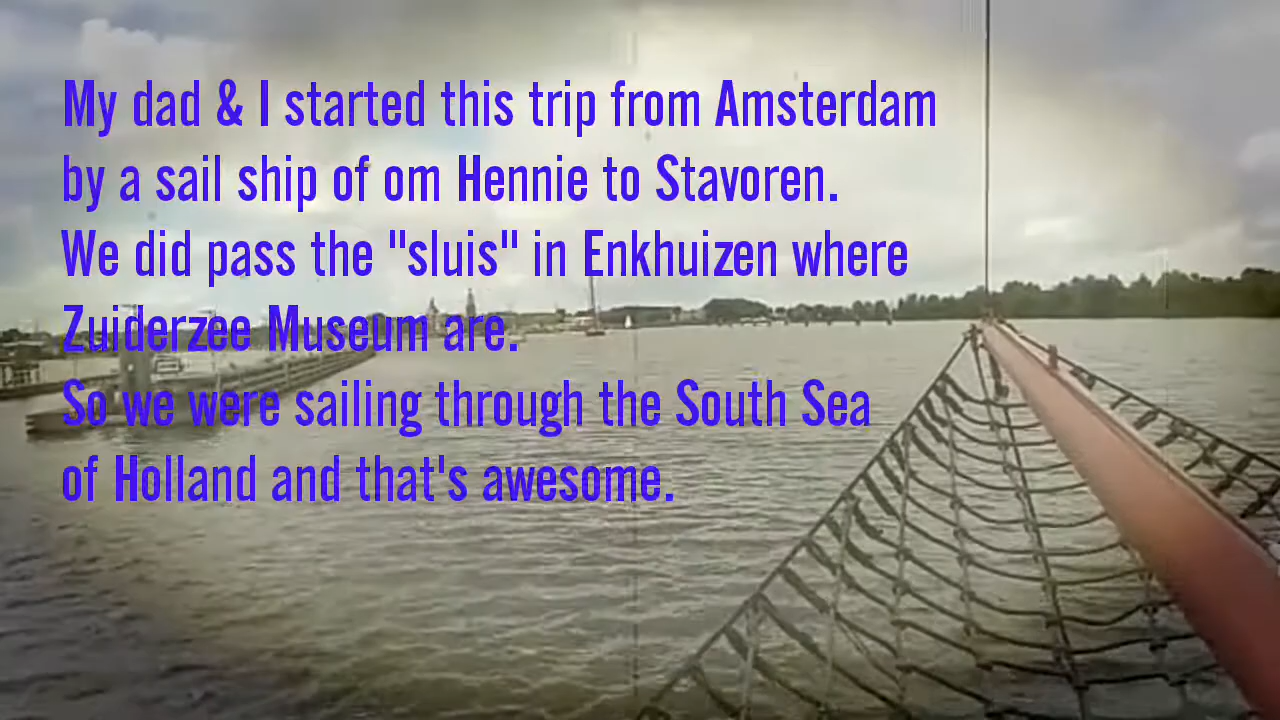 My dad & I started this trip from Amsterdam
by a sail ship of om Hennie to Stavoren.
We did pass the "sluis" in Enkhuizen where
Zuiderzee Museum are.
So we were sailing through the South Sea
of Holland and that's awesome.